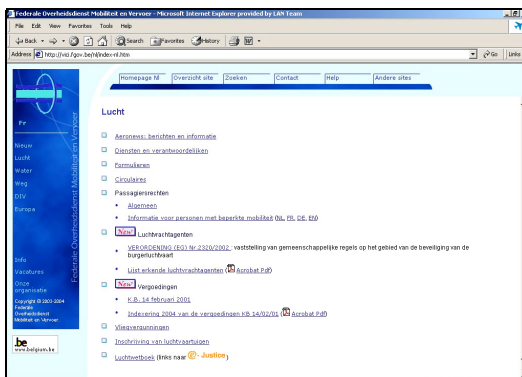 Federale Overheidsdienst Mobiliteit en Vervoer - Microsoft Internet Explorer provided by LAN Team
File Edit View Favorites Tools Help
Back Search Favorites History
Address http://vici.fgov.be/nl/index-nl.htm Go Links
Homepage Nl Overzicht site Zoeken Contact Help Andere sites
Fr
Nieuw
Lucht
Water
Weg
DIV
Europa
Info
Vacatures
Onze
organisatie
Copyright © 2003-2004
Federale
Overheidsdienst
Mobiliteit en Vervoer
.be
www.belgium.be
Federale Overheidsdienst Mobiliteit en Vervoer
Lucht
Aeronews: berichten en informatie
Diensten en verantwoordelijken
Formulieren
Circulaires
Passagiersrechten
Algemeen
Informatie voor personen met beperkte mobiliteit (NL, FR, DE, EN)
New! Luchtvrachtagenten
VERORDENING (EG) Nr.2320/2002 : vaststelling van gemeenschappelijke regels op het gebied van de beveiliging van de
burgerluchtvaart
Lijst erkende luchtvrachtagenten (Acrobat Pdf)
New! Vergoedingen
K.B. 14 februari 2001
Indexering 2004 van de vergoedingen KB 14/02/01 (Acrobat Pdf)
Vliegvergunningen
Inschrijving van luchtvaartuigen
Luchtwetboek (links naar e-Justice)